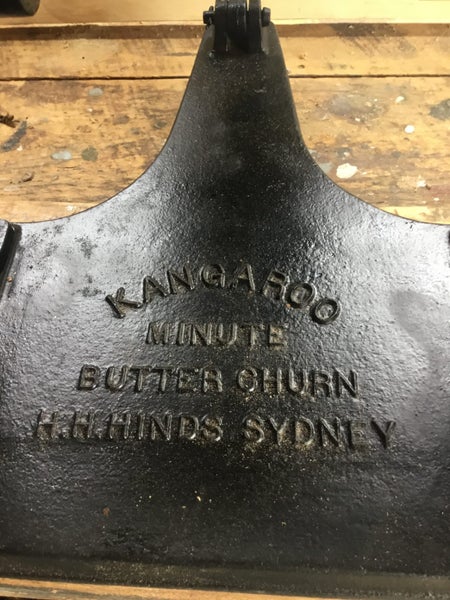 KANGAROO
MINUTE
BUTTER CHURN
H.H.HINDS SYDNEY